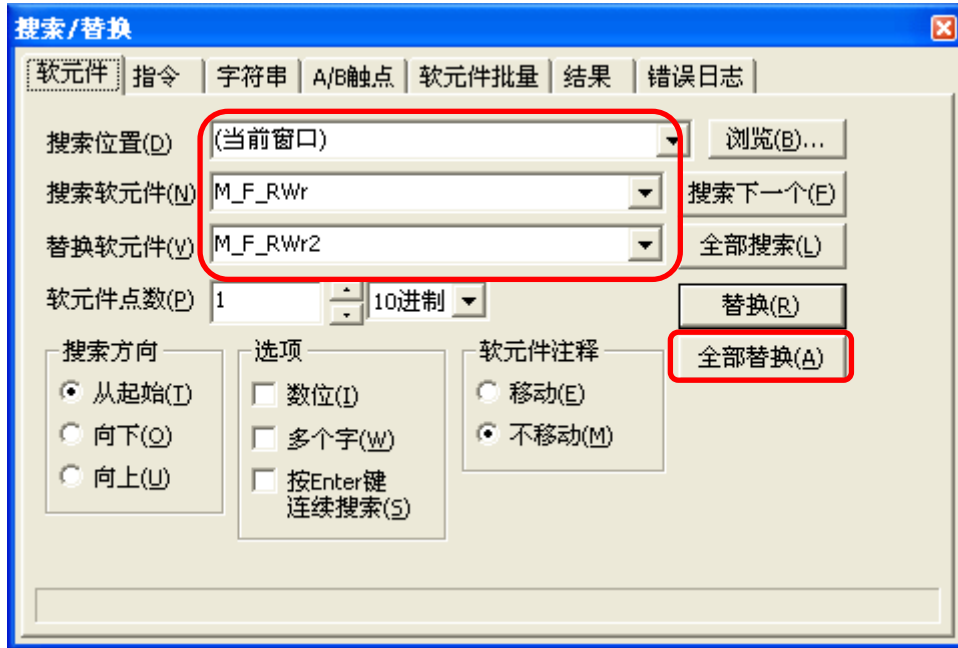 搜索/替换
软元件 指令 字符串 A/B触点 软元件批量 结果 错误日志
搜索位置(D) (当前窗口) 浏览(B)...
搜索软元件(N) M_F_RWr 搜索下一个(F)
替换软元件(V) M_F_RWr2 全部搜索(L)
软元件点数(P) 1 10进制 替换(R)
搜索方向 选项 软元件注释 全部替换(A)
从起始(T) 数位(I) 移动(E)
向下(O) 多个字(W) 不移动(M)
向上(U) 按Enter键
连续搜索(S)